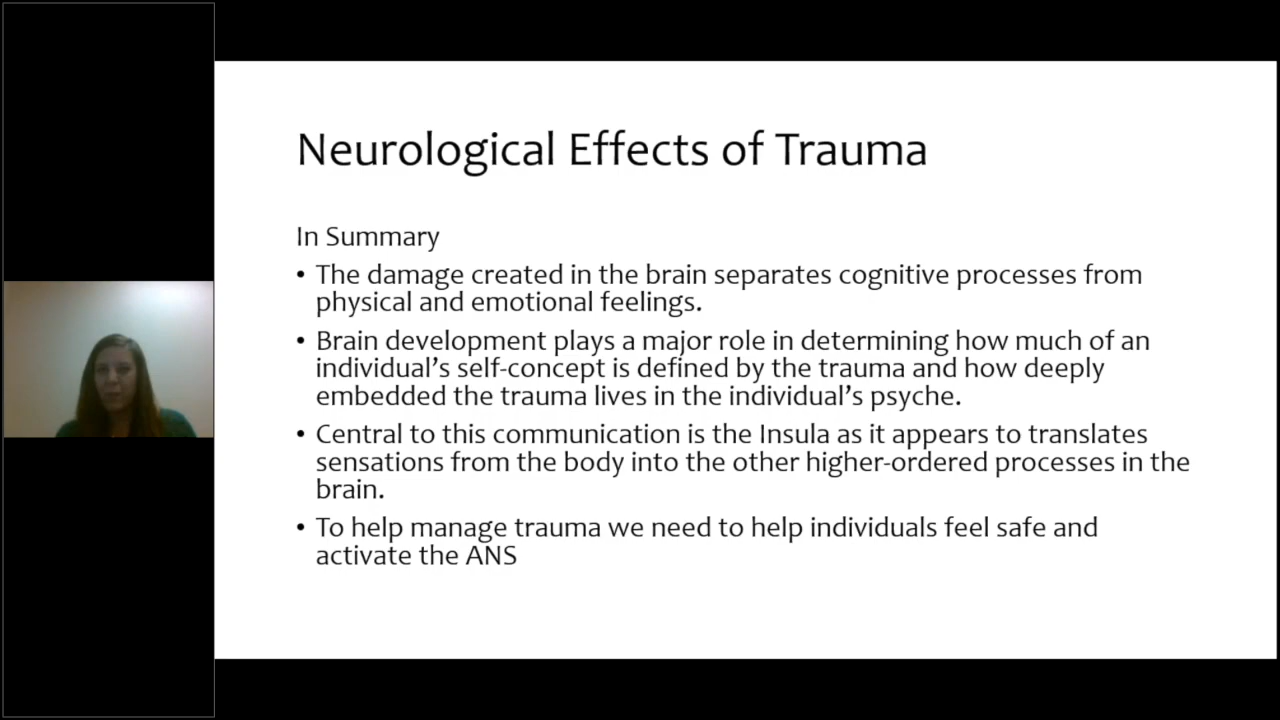 Neurological Effects of Trauma
In Summary
• The damage created in the brain separates cognitive processes from
physical and emotional feelings.
• Brain development plays a major role in determining how much of an
individual’s self-concept is defined by the trauma and how deeply
embedded the trauma lives in the individual’s psyche.
• Central to this communication is the Insula as it appears to translates
sensations from the body into the other higher-ordered processes in the
brain.
• To help manage trauma we need to help individuals feel safe and
activate the ANS